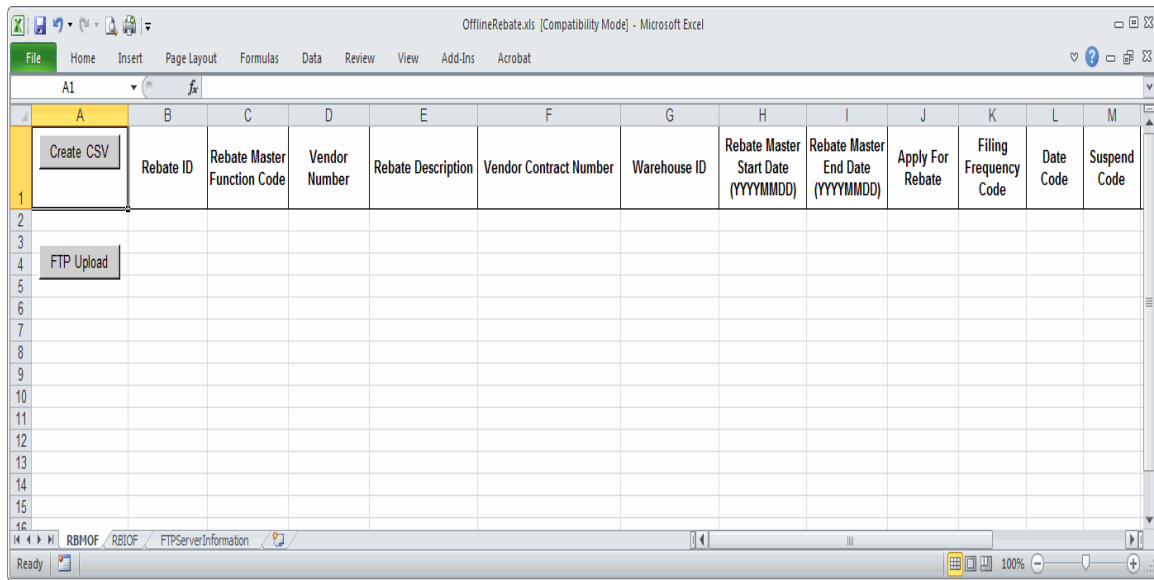 OfflineRebate.xls [Compatibility Mode] - Microsoft Excel
File Home Insert Page Layout Formulas Data Review View Add-Ins Acrobat
A1 fx
A B C D E F G H I J K L M
Create CSV
Rebate ID
Rebate Master
Function Code
Vendor
Number
Rebate Description
Vendor Contract Number
Warehouse ID
Rebate Master
Start Date
(YYYYMMDD)
Rebate Master
End Date
(YYYYMMDD)
Apply For
Rebate
Filing
Frequency
Code
Date
Code
Suspend
Code
1
2
3
FTP Upload
4
5
6
7
8
9
10
11
12
13
14
15
16
RBMOF RBIOF FTPServerInformation
Ready 100%